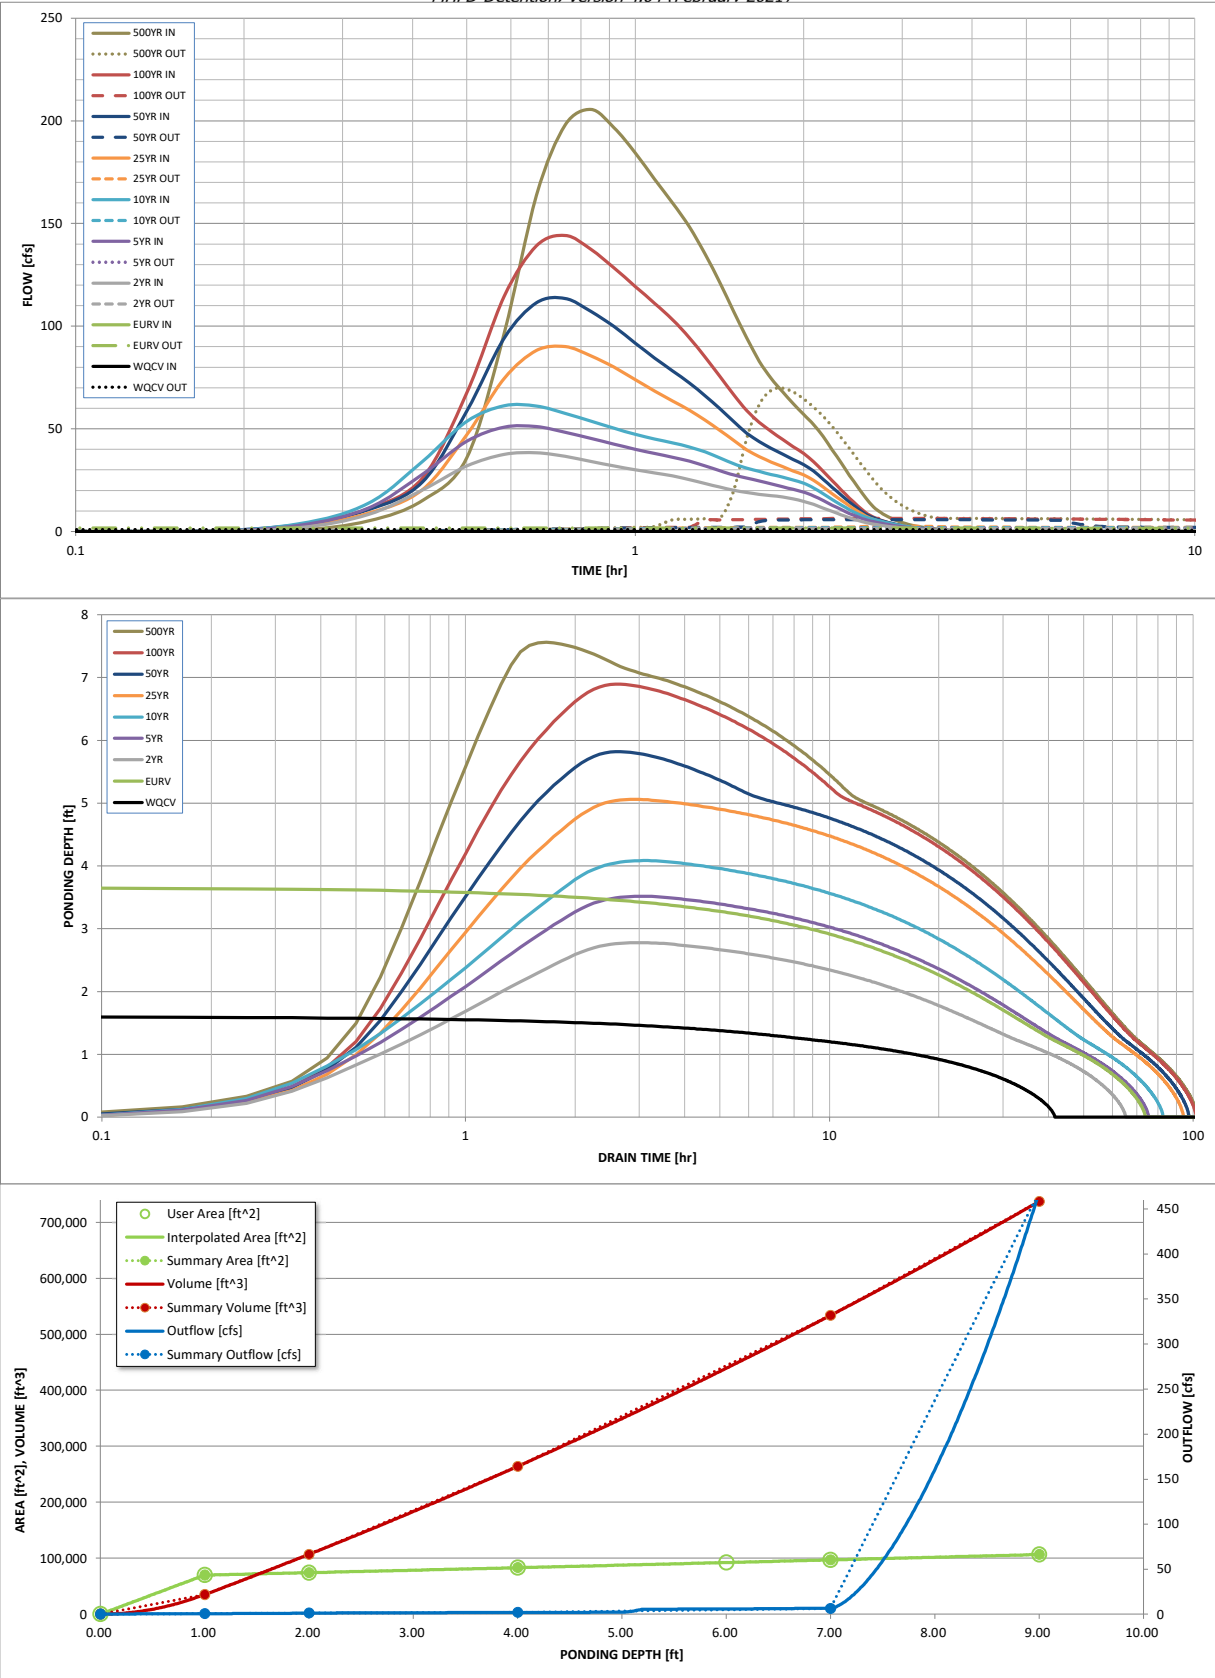 MHFD-Detention, Version 4.04 (February 2021)
250
200
150
100
50
0
FLOW [cfs]
500YR IN
500YR OUT
100YR IN
100YR OUT
50YR IN
50YR OUT
25YR IN
25YR OUT
10YR IN
10YR OUT
5YR IN
5YR OUT
2YR IN
2YR OUT
EURV IN
EURV OUT
WQCV IN
WQCV OUT
0.1
1
10
TIME [hr]
8
7
6
5
4
3
2
1
0
PONDING DEPTH [ft]
500YR
100YR
50YR
25YR
10YR
5YR
2YR
EURV
WQCV
0.1
1
10
100
DRAIN TIME [hr]
User Area [ft^2]
Interpolated Area [ft^2]
Summary Area [ft^2]
Volume [ft^3]
Summary Volume [ft^3]
Outflow [cfs]
Summary Outflow [cfs]
700,000
600,000
500,000
400,000
300,000
200,000
100,000
0
AREA [ft^2], VOLUME [ft^3]
450
400
350
300
250
200
150
100
50
0
OUTFLOW [cfs]
0.00
1.00
2.00
3.00
4.00
5.00
6.00
7.00
8.00
9.00
10.00
PONDING DEPTH [ft]